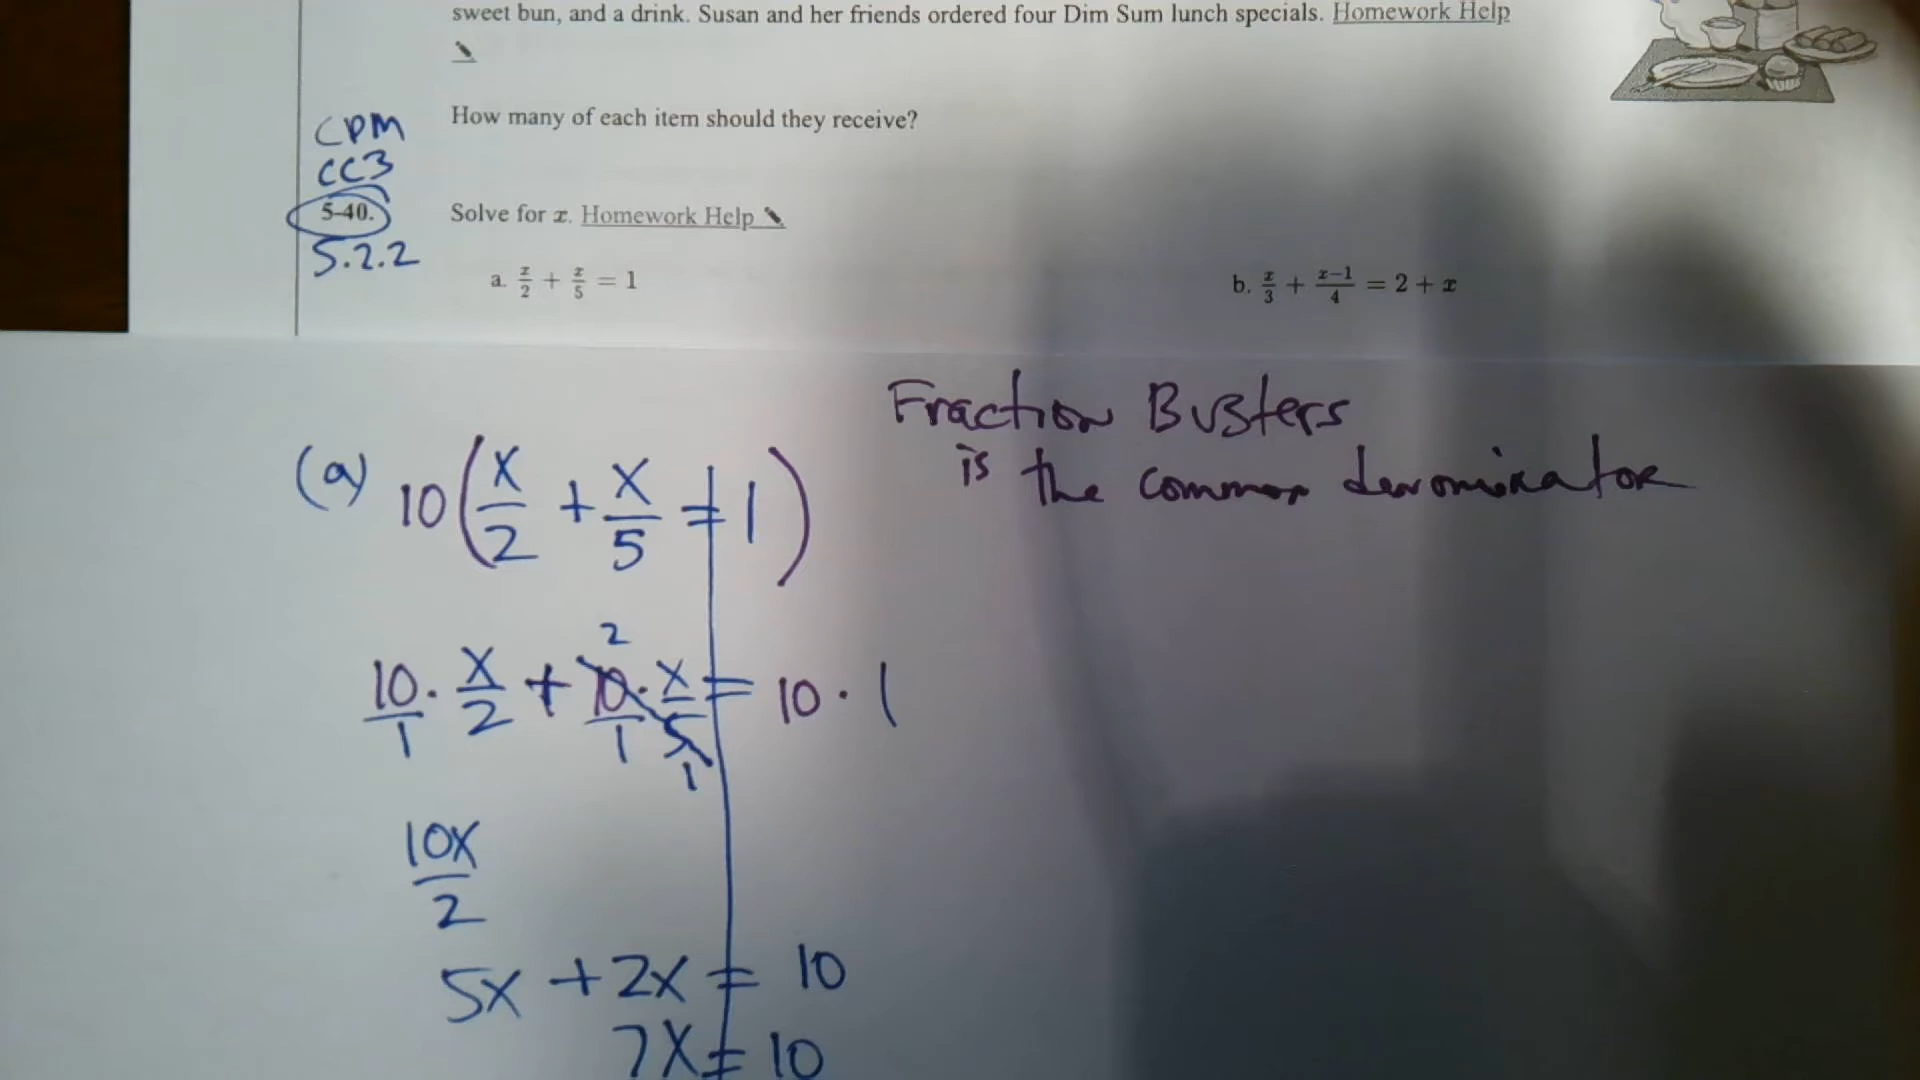 sweet bun, and a drink. Susan and her friends ordered four Dim Sum lunch specials. Homework Help
How many of each item should they receive?
CPM
CC3
5-40.
5.2.2
Solve for x. Homework Help
a. x/2 + x/5 = 1
b. x/3 + x−1/4 = 2 + x
Fraction Busters
is the common denominator
(a) 10(x/2 + x/5 = 1)
10/1 · x/2 + 10/1 · x/5 = 10 · 1
2
1
10x/2
5x + 2x = 10
7x = 10